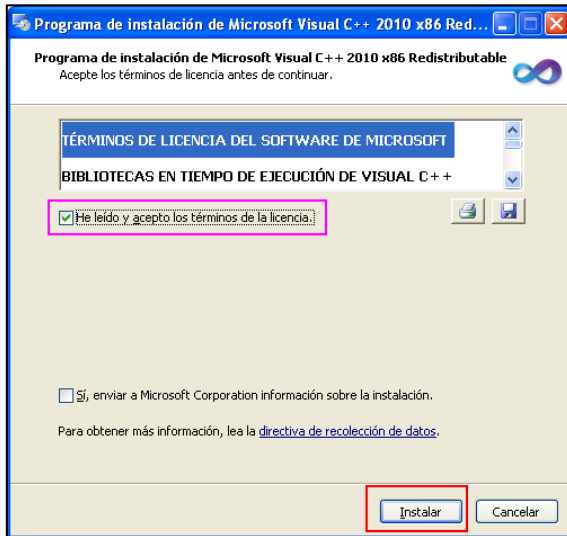 Programa de instalación de Microsoft Visual C++ 2010 x86 Red...
Programa de instalación de Microsoft Visual C++ 2010 x86 Redistributable
Acepte los términos de licencia antes de continuar.
TÉRMINOS DE LICENCIA DEL SOFTWARE DE MICROSOFT
BIBLIOTECAS EN TIEMPO DE EJECUCIÓN DE VISUAL C++
He leído y acepto los términos de la licencia.
Sí, enviar a Microsoft Corporation información sobre la instalación.
Para obtener más información, lea la directiva de recolección de datos.
Instalar Cancelar